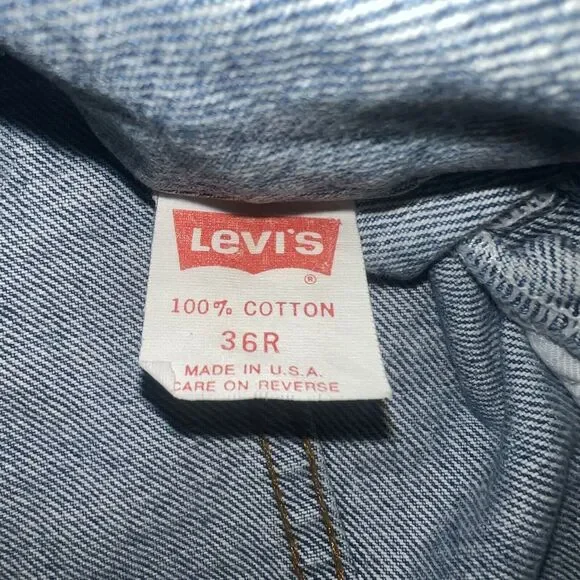 Levi's
®
100% COTTON
36R
MADE IN U.S.A.
CARE ON REVERSE